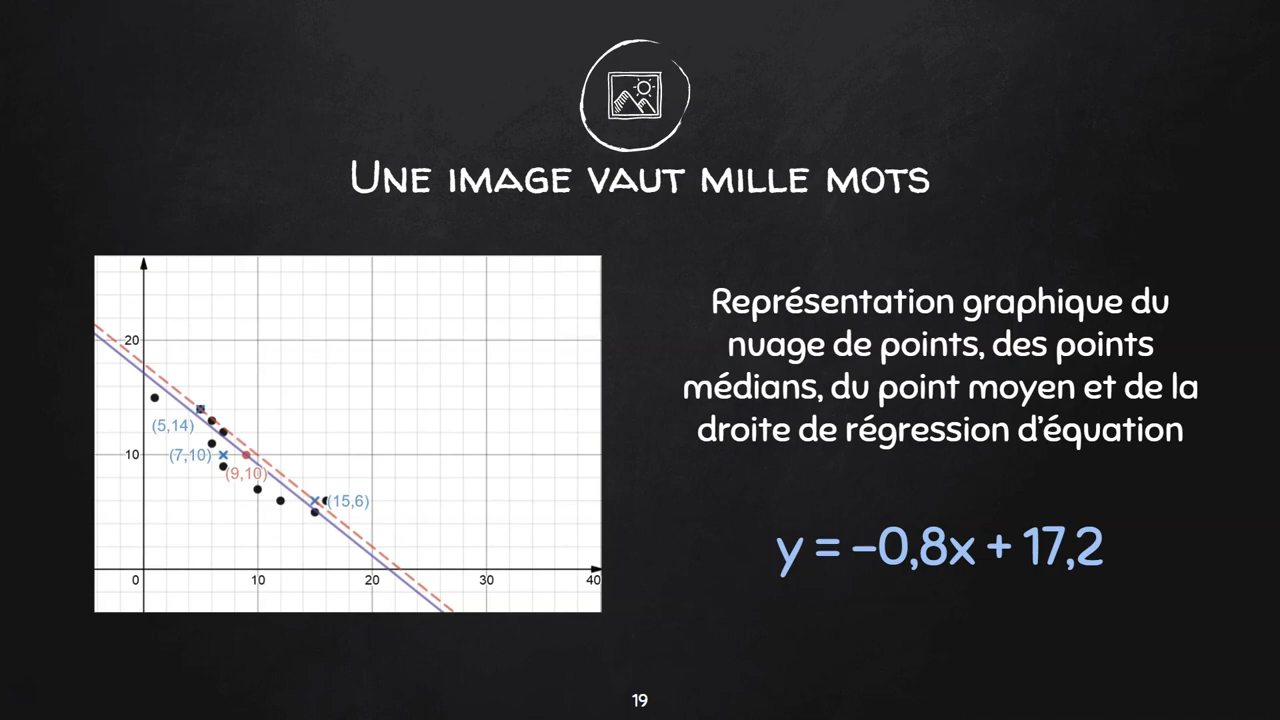 Une image vaut mille mots
20
(5,14)
10
(7,10)
(9,10)
(15,6)
0
10
20
30
40
Représentation graphique du
nuage de points, des points
médians, du point moyen et de la
droite de régression d'équation
y = −0,8x + 17,2
19